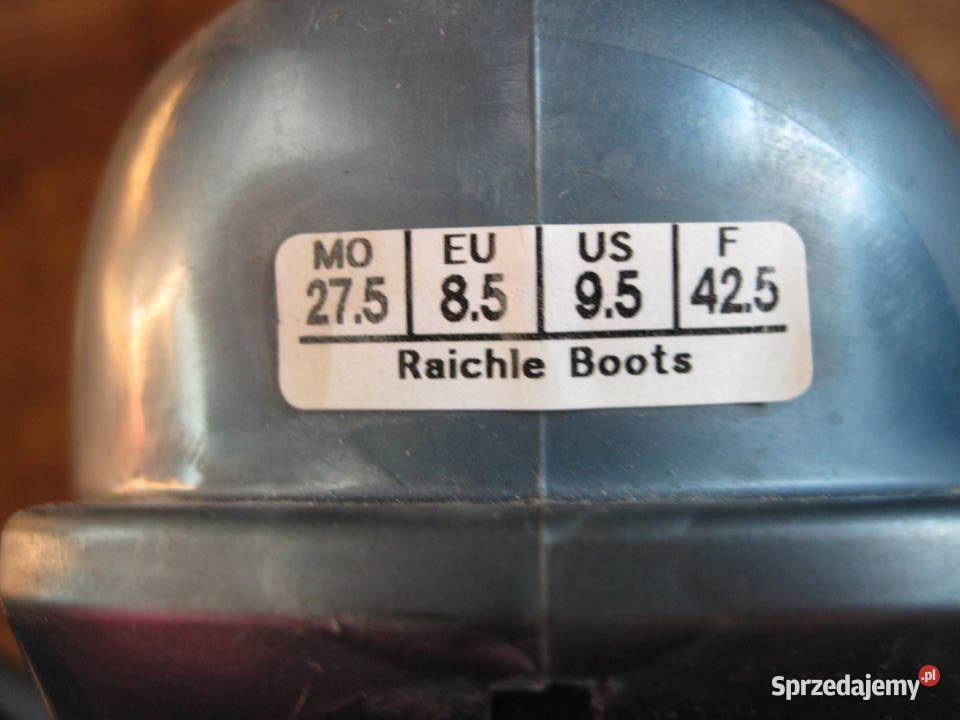 MO EU US F
27.5 8.5 9.5 42.5
Raichle Boots
Sprzedajemy.pl